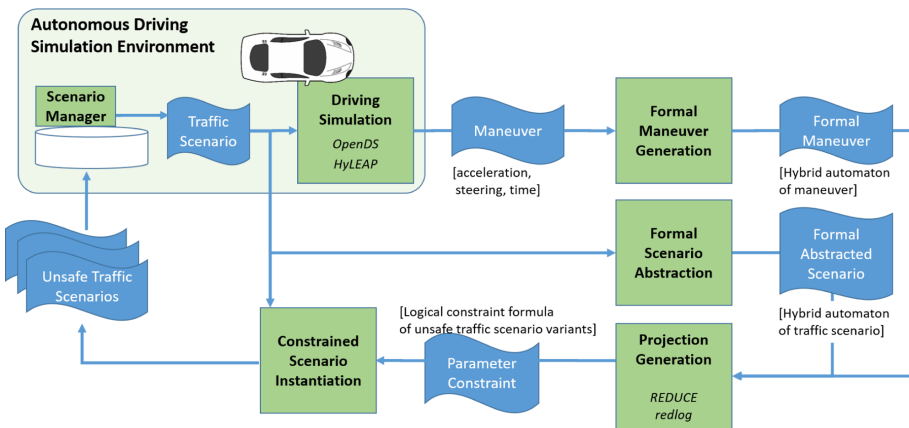 Autonomous Driving
Simulation Environment
Scenario
Manager
Traffic
Scenario
Driving
Simulation
OpenDS
HyLEAP
Maneuver
[acceleration,
steering, time]
Formal
Maneuver
Generation
Formal
Maneuver
[Hybrid automaton
of maneuver]
Unsafe Traffic
Scenarios
Formal
Scenario
Abstraction
Formal
Abstracted
Scenario
[Hybrid automaton
of traffic scenario]
[Logical constraint formula
of unsafe traffic scenario variants]
Constrained
Scenario
Instantiation
Parameter
Constraint
Projection
Generation
REDUCE
redlog